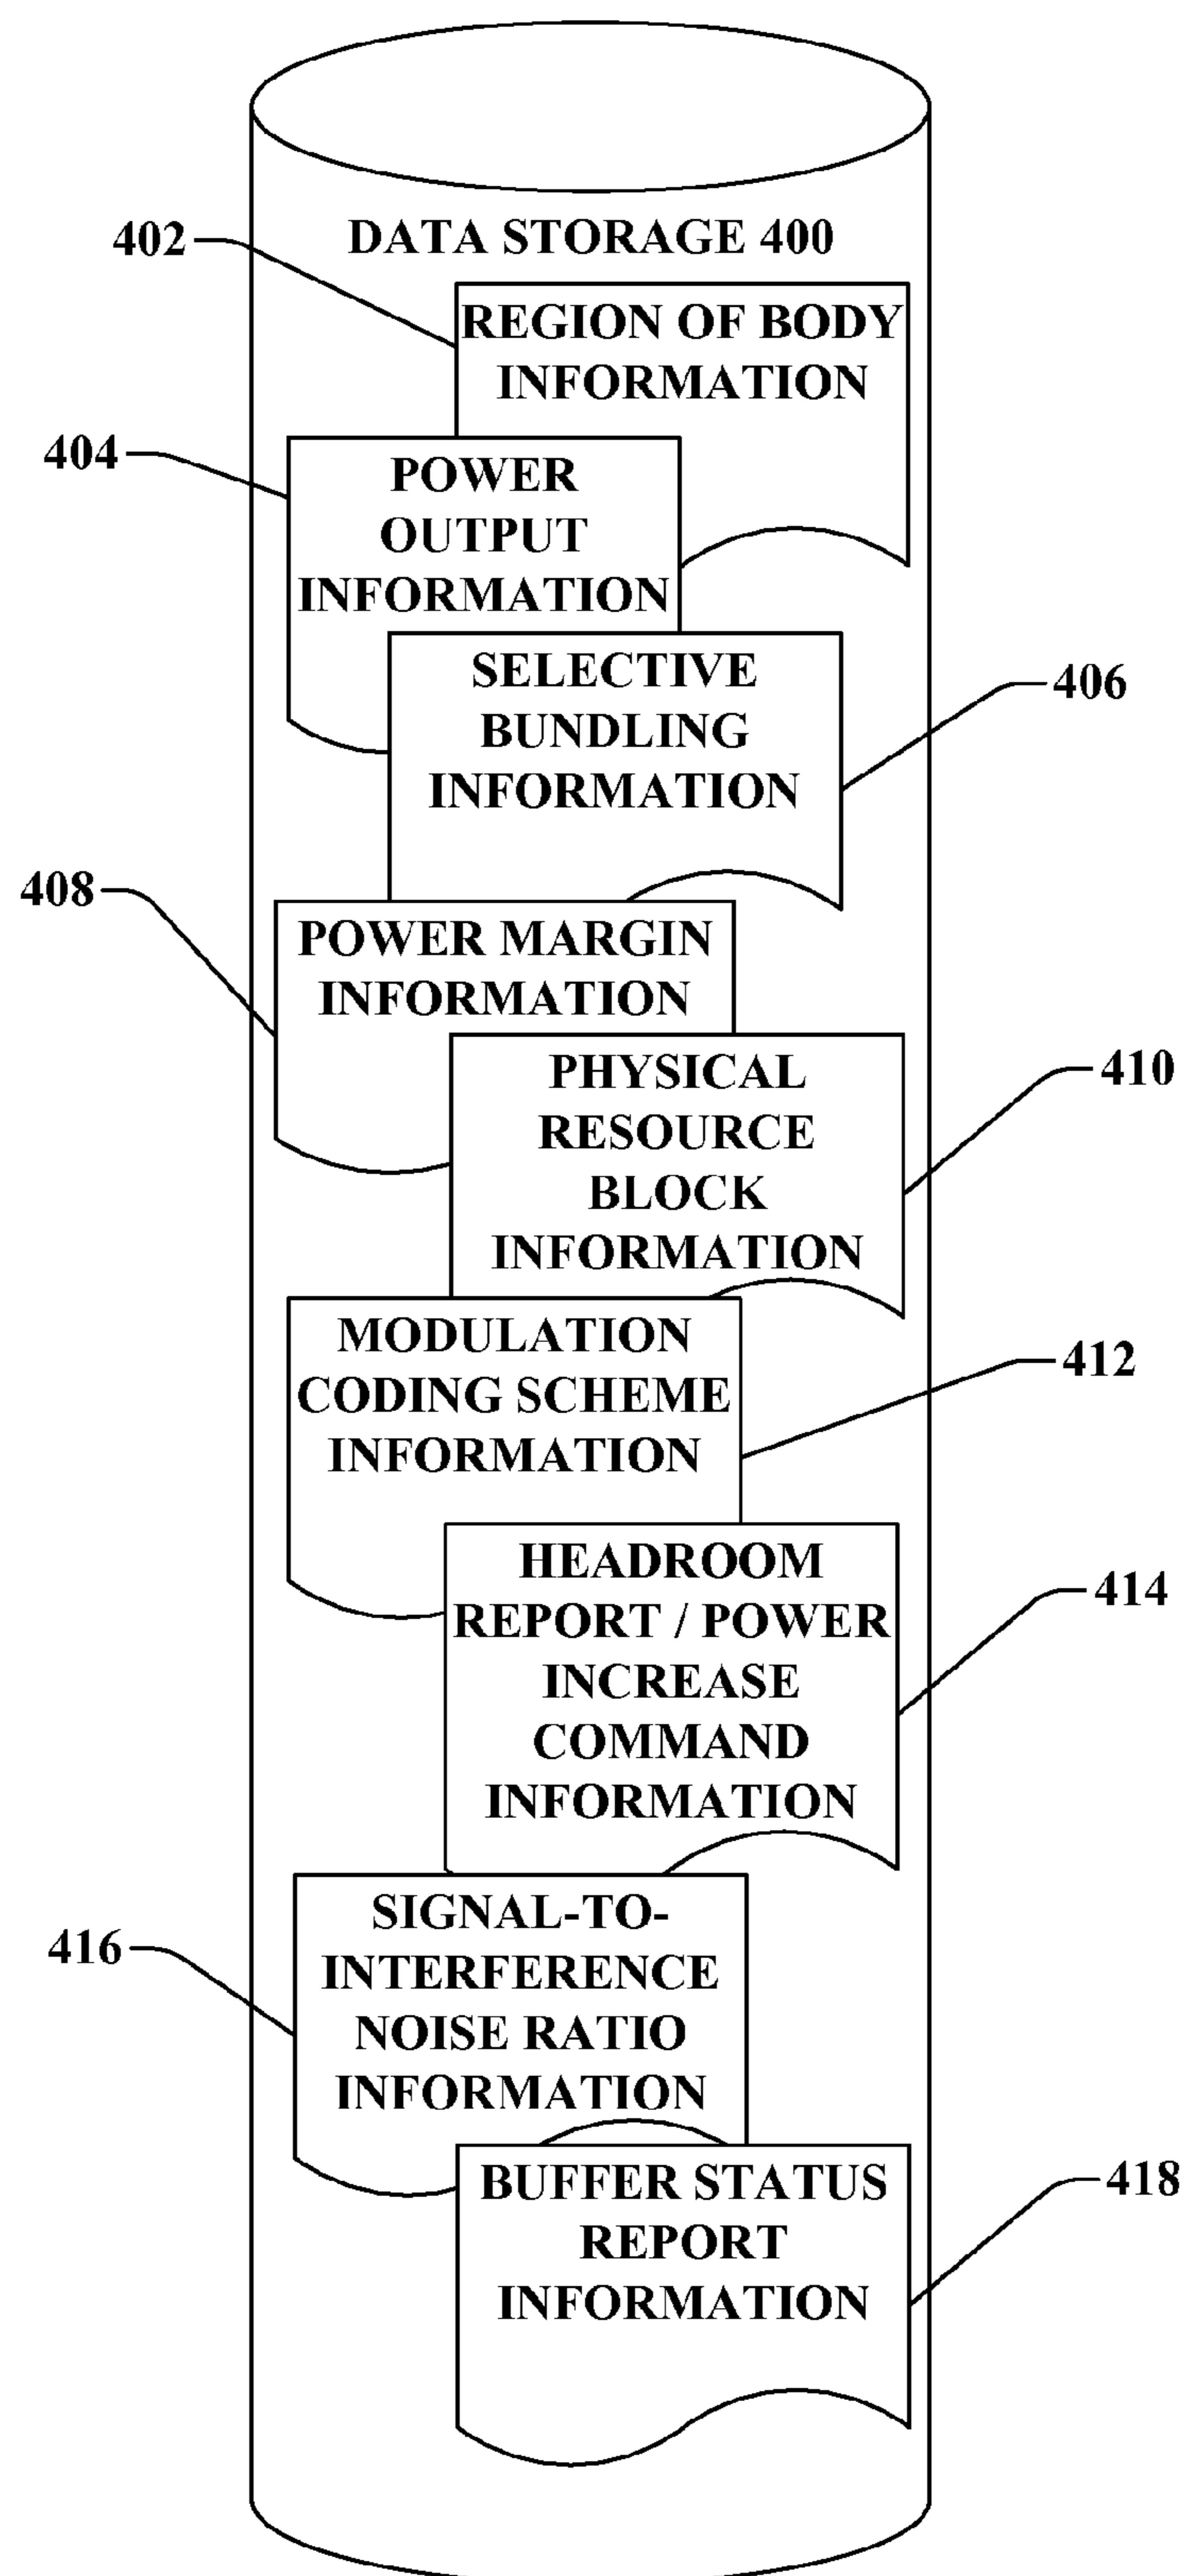 DATA STORAGE 400
402
REGION OF BODY
INFORMATION
404
POWER
OUTPUT
INFORMATION
SELECTIVE
BUNDLING
INFORMATION
406
408
POWER MARGIN
INFORMATION
PHYSICAL
RESOURCE
BLOCK
INFORMATION
410
MODULATION
CODING SCHEME
INFORMATION
412
HEADROOM
REPORT / POWER
INCREASE
COMMAND
INFORMATION
414
SIGNAL-TO-
INTERFERENCE
NOISE RATIO
INFORMATION
416
BUFFER STATUS
REPORT
INFORMATION
418